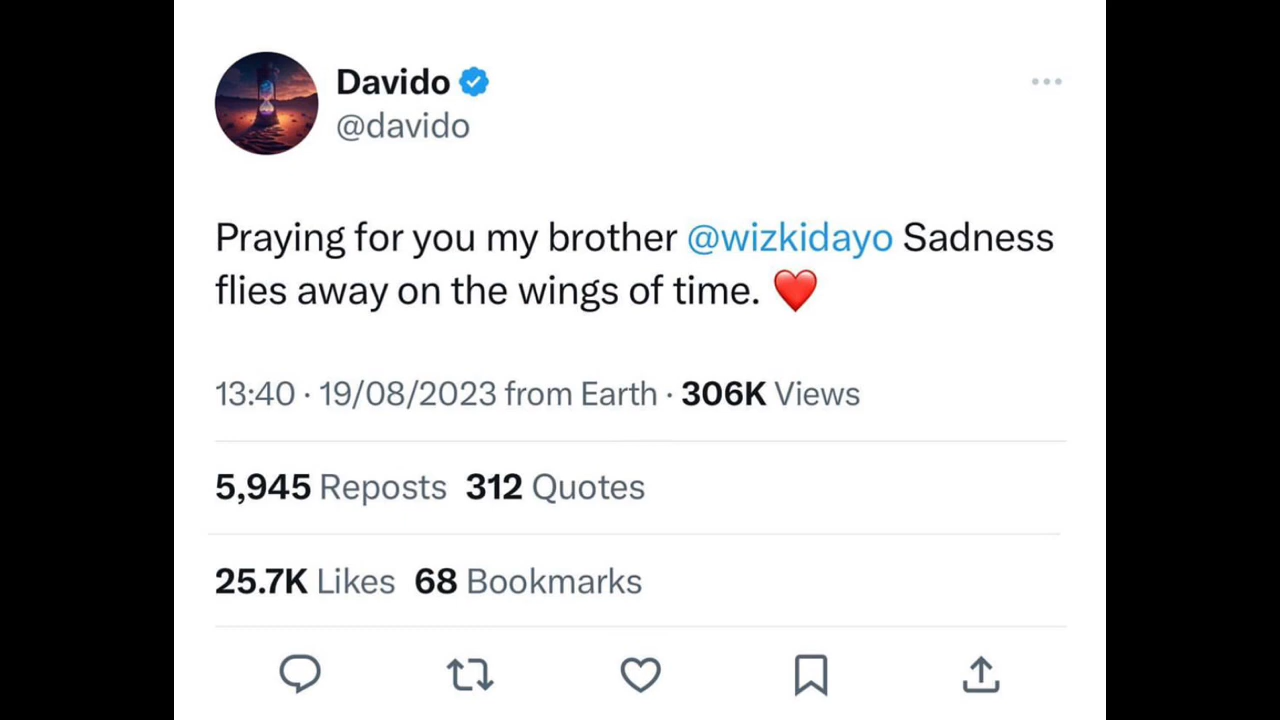 Davido
@davido
Praying for you my brother @wizkidayo Sadness
flies away on the wings of time. ❤️
13:40 · 19/08/2023 from Earth · 306K Views
5,945 Reposts 312 Quotes
25.7K Likes 68 Bookmarks